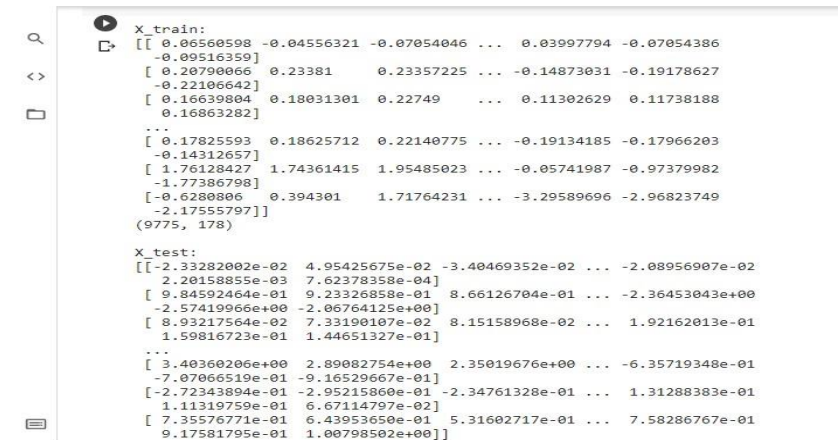 X_train:
[[ 0.06560598 -0.04556321 -0.07054046 ...  0.03997794 -0.07054386
  -0.09516359]
 [ 0.20790066  0.23381     0.23357225 ... -0.14873031 -0.19178627
  -0.22106642]
 [ 0.16639804  0.18031301  0.22749    ...  0.11302629  0.11738188
   0.16863282]
 ...
 [ 0.17825593  0.18625712  0.22140775 ... -0.19134185 -0.17966203
  -0.14312657]
 [ 1.76128427  1.74361415  1.95485023 ... -0.05741987 -0.97379982
  -1.77386798]
 [-0.6280806   0.394301    1.71764231 ... -3.29589696 -2.96823749
  -2.17555797]]
(9775, 178)
X_test:
[[-2.33282002e-02  4.95425675e-02 -3.40469352e-02 ... -2.08956907e-02
   2.20158855e-03  7.62378358e-04]
 [ 9.84592464e-01  9.23326858e-01  8.66126704e-01 ... -2.36453043e+00
  -2.57419966e+00 -2.06764125e+00]
 [ 8.93217564e-02  7.33190107e-02  8.15158968e-02 ...  1.92162013e-01
   1.59816723e-01  1.44651327e-01]
 ...
 [ 3.40360206e+00  2.89082754e+00  2.35019676e+00 ... -6.35719348e-01
  -7.07066519e-01 -9.16529667e-01]
 [-2.72343894e-01 -2.95215860e-01 -2.34761328e-01 ...  1.31288383e-01
   1.11319759e-01  6.67114797e-02]
 [ 7.35576771e-01  6.43953650e-01  5.31602717e-01 ...  7.58286767e-01
   9.17581795e-01  1.00798502e+00]]